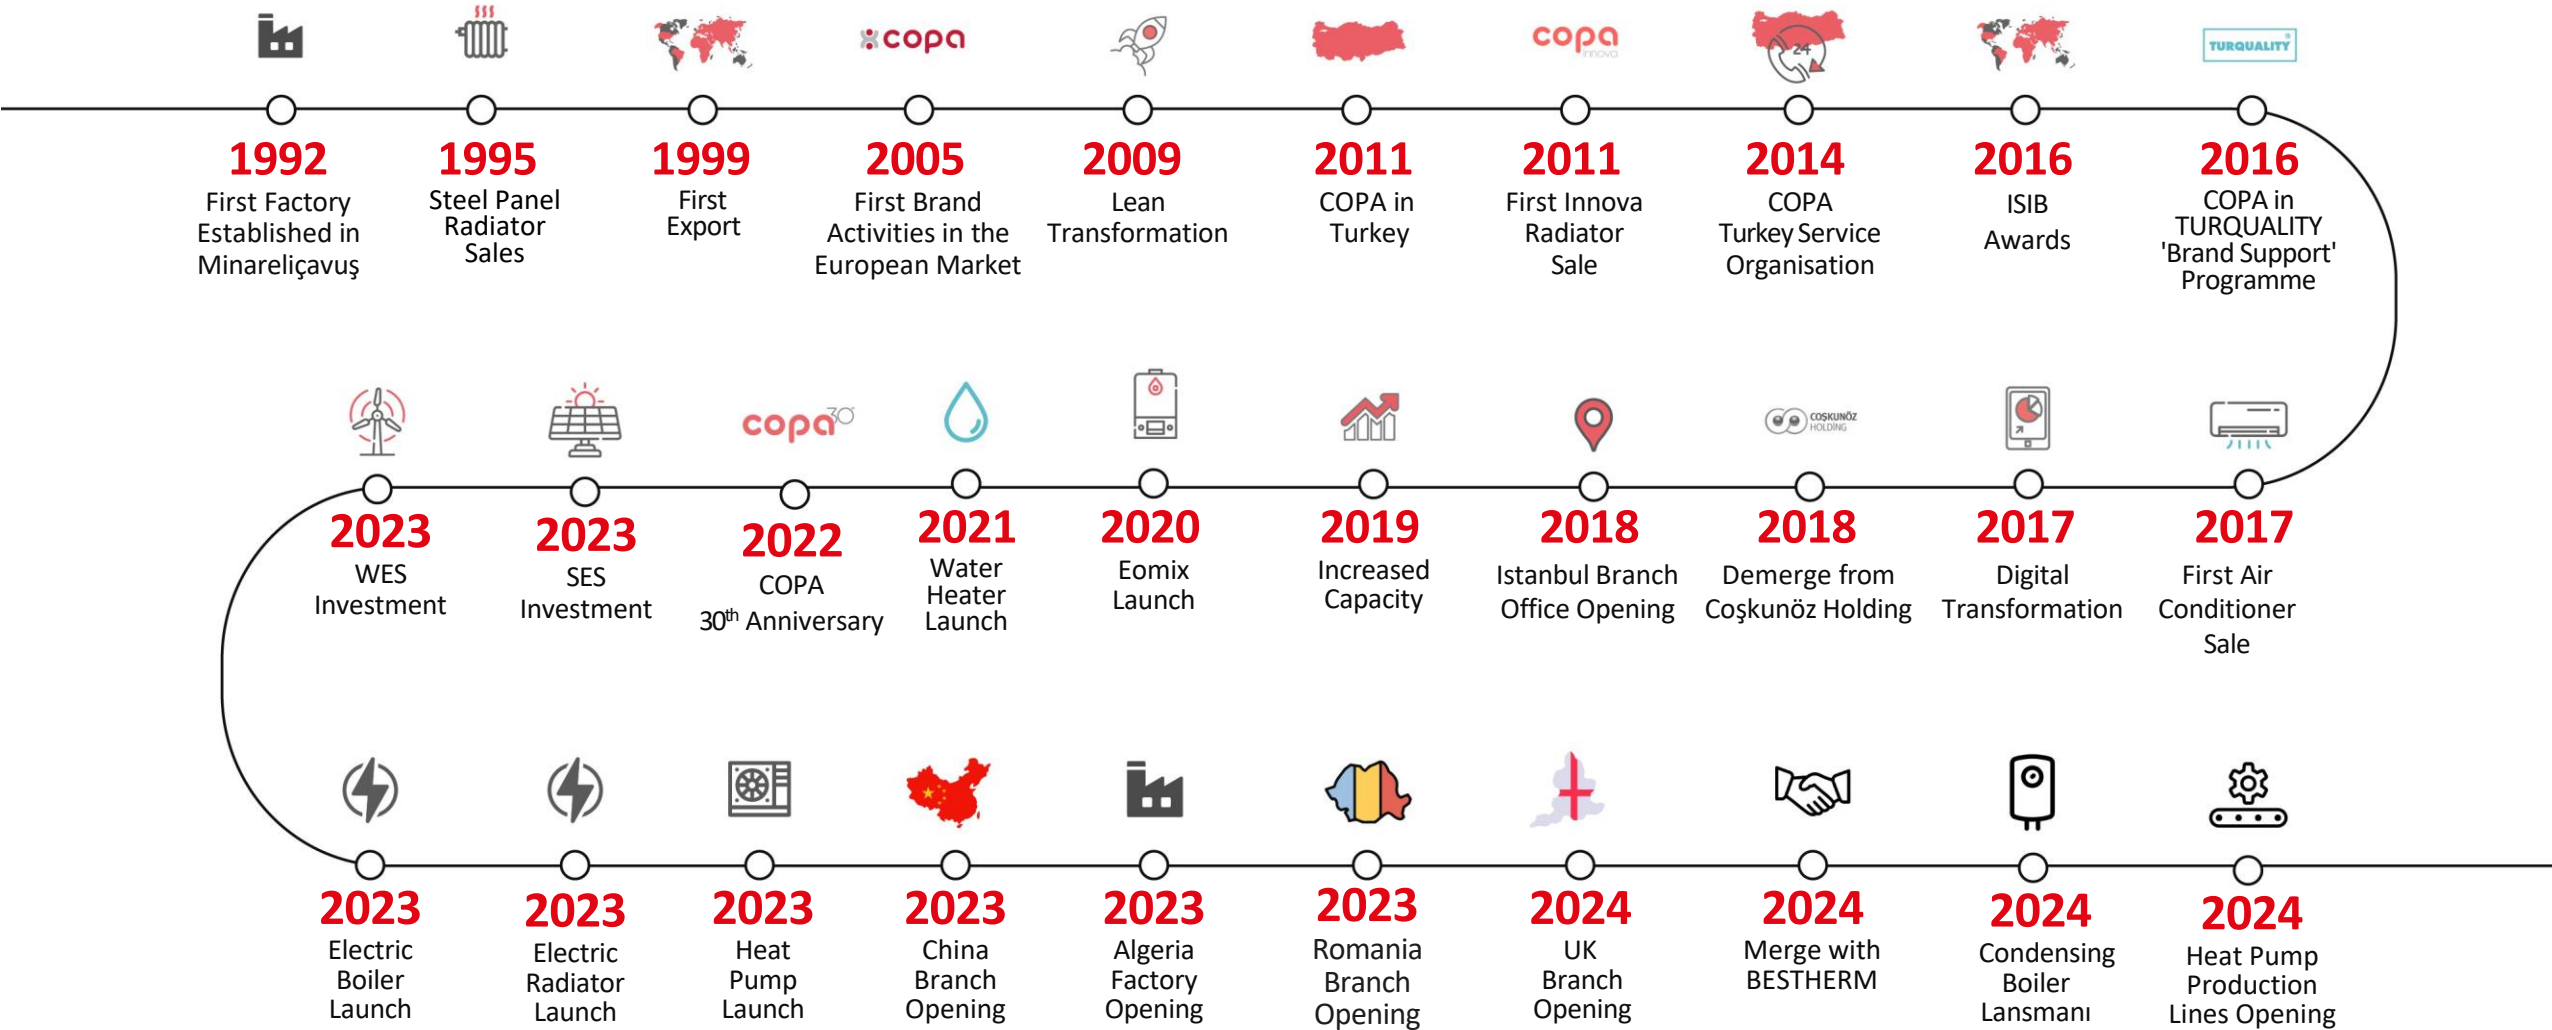 copa
copa
innova
24
TURQUALITY®
1992
First Factory
Established in
Minareliçavuş
1995
Steel Panel
Radiator
Sales
1999
First
Export
2005
First Brand
Activities in the
European Market
2009
Lean
Transformation
2011
COPA in
Turkey
2011
First Innova
Radiator
Sale
2014
COPA
Turkey Service
Organisation
2016
ISIB
Awards
2016
COPA in
TURQUALITY
'Brand Support'
Programme
COŞKUNÖZ
HOLDİNG
copa 30
2017
First Air
Conditioner
Sale
2017
Digital
Transformation
2018
Demerge from
Coşkunöz Holding
2018
Istanbul Branch
Office Opening
2019
Increased
Capacity
2020
Eomix
Launch
2021
Water
Heater
Launch
2022
COPA
30th Anniversary
2023
SES
Investment
2023
WES
Investment
2023
Electric
Boiler
Launch
2023
Electric
Radiator
Launch
2023
Heat
Pump
Launch
2023
China
Branch
Opening
2023
Algeria
Factory
Opening
2023
Romania
Branch
Opening
2024
UK
Branch
Opening
2024
Merge with
BESTHERM
2024
Condensing
Boiler
Lansmanı
2024
Heat Pump
Production
Lines Opening